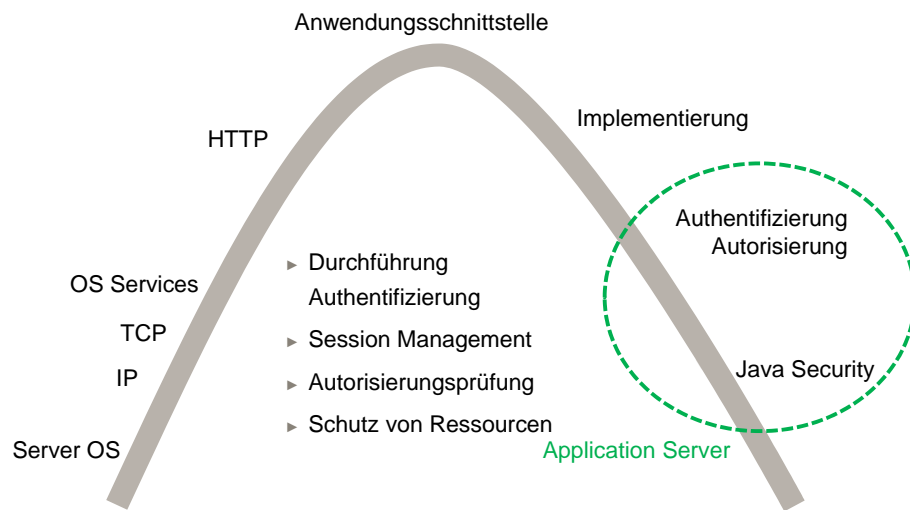 Anwendungsschnittstelle
Implementierung
HTTP
Authentifizierung
Autorisierung
OS Services
TCP
IP
Server OS
► Durchführung
Authentifizierung
► Session Management
► Autorisierungsprüfung
► Schutz von Ressourcen
Java Security
Application Server